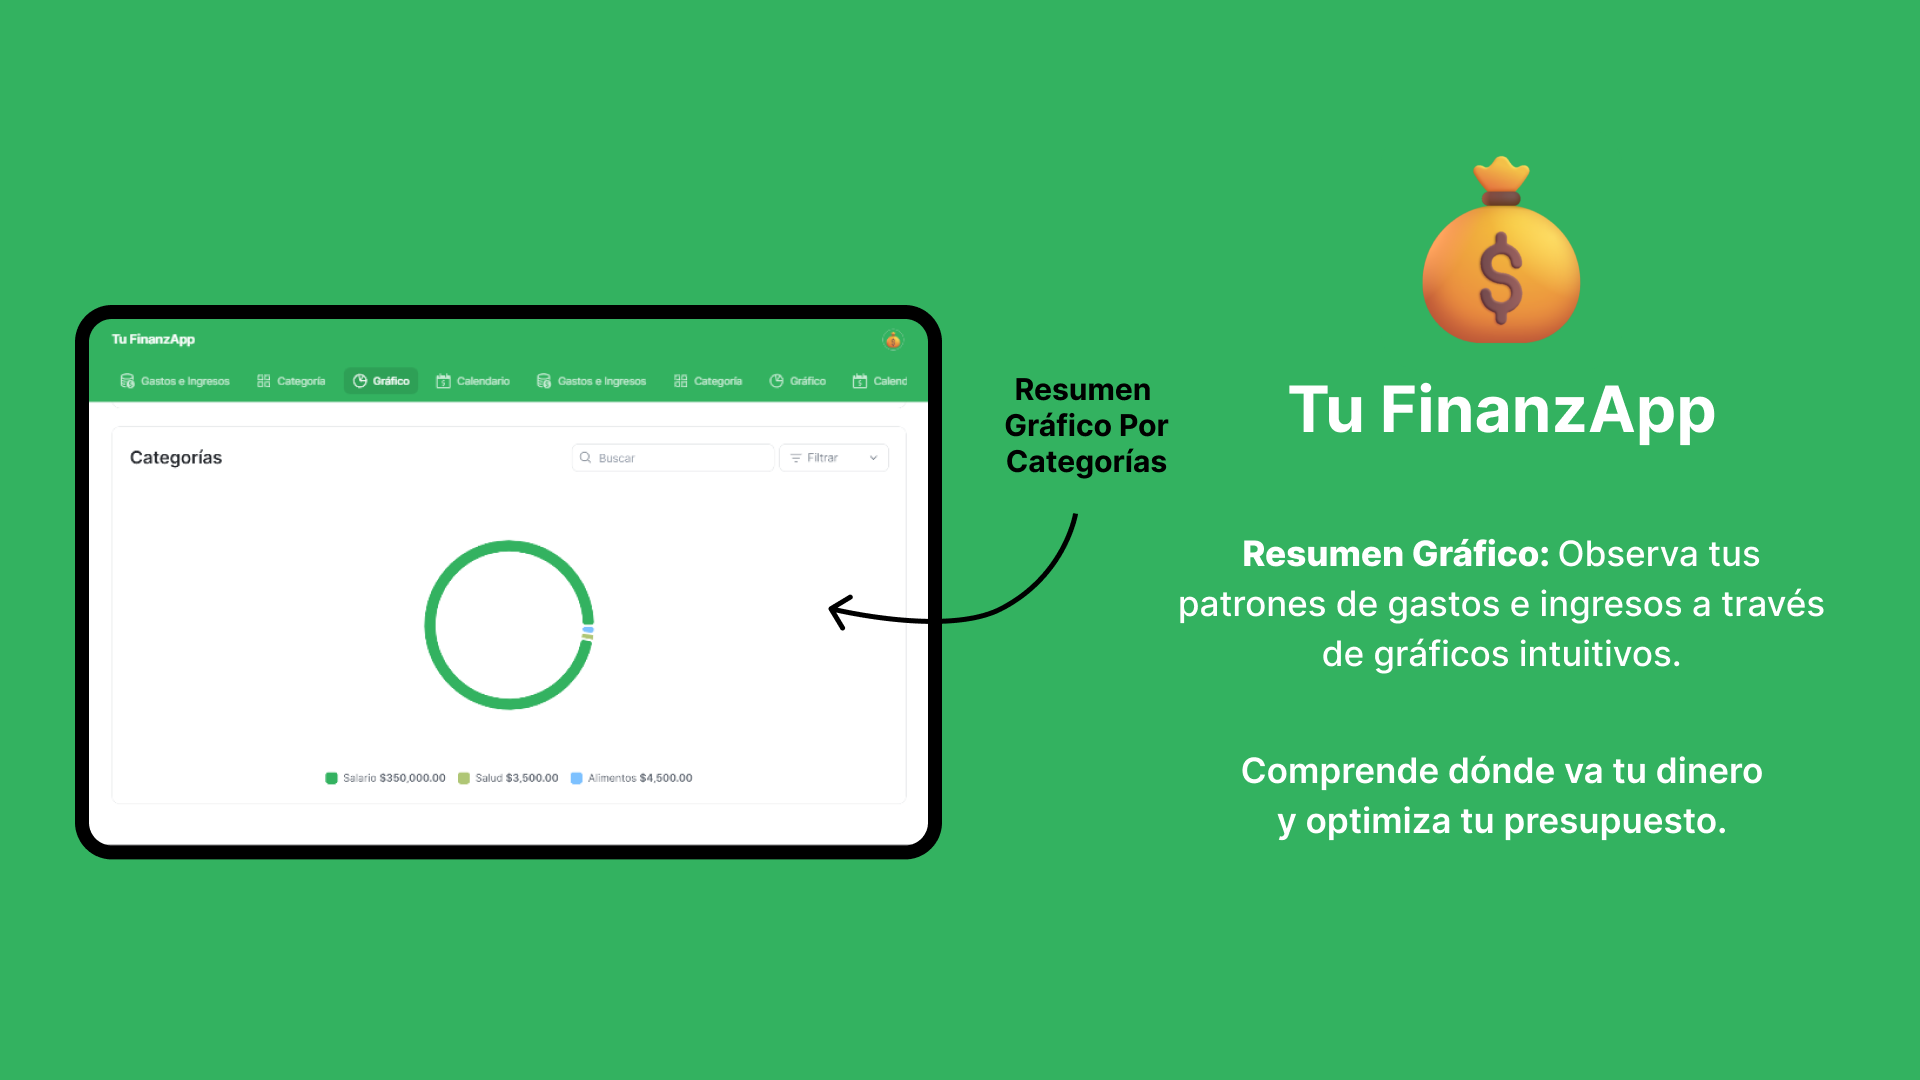 Tu FinanzApp
Gastos e Ingresos
Categoría
Gráfico
Calendario
Gastos e Ingresos
Categoría
Gráfico
Calend
Categorías
Buscar
Filtrar
Salario $350,000.00
Salud $3,500.00
Alimentos $4,500.00
Resumen
Gráfico Por
Categorías
$
Tu FinanzApp
Resumen Gráfico: Observa tus
patrones de gastos e ingresos a través
de gráficos intuitivos.
Comprende dónde va tu dinero
y optimiza tu presupuesto.